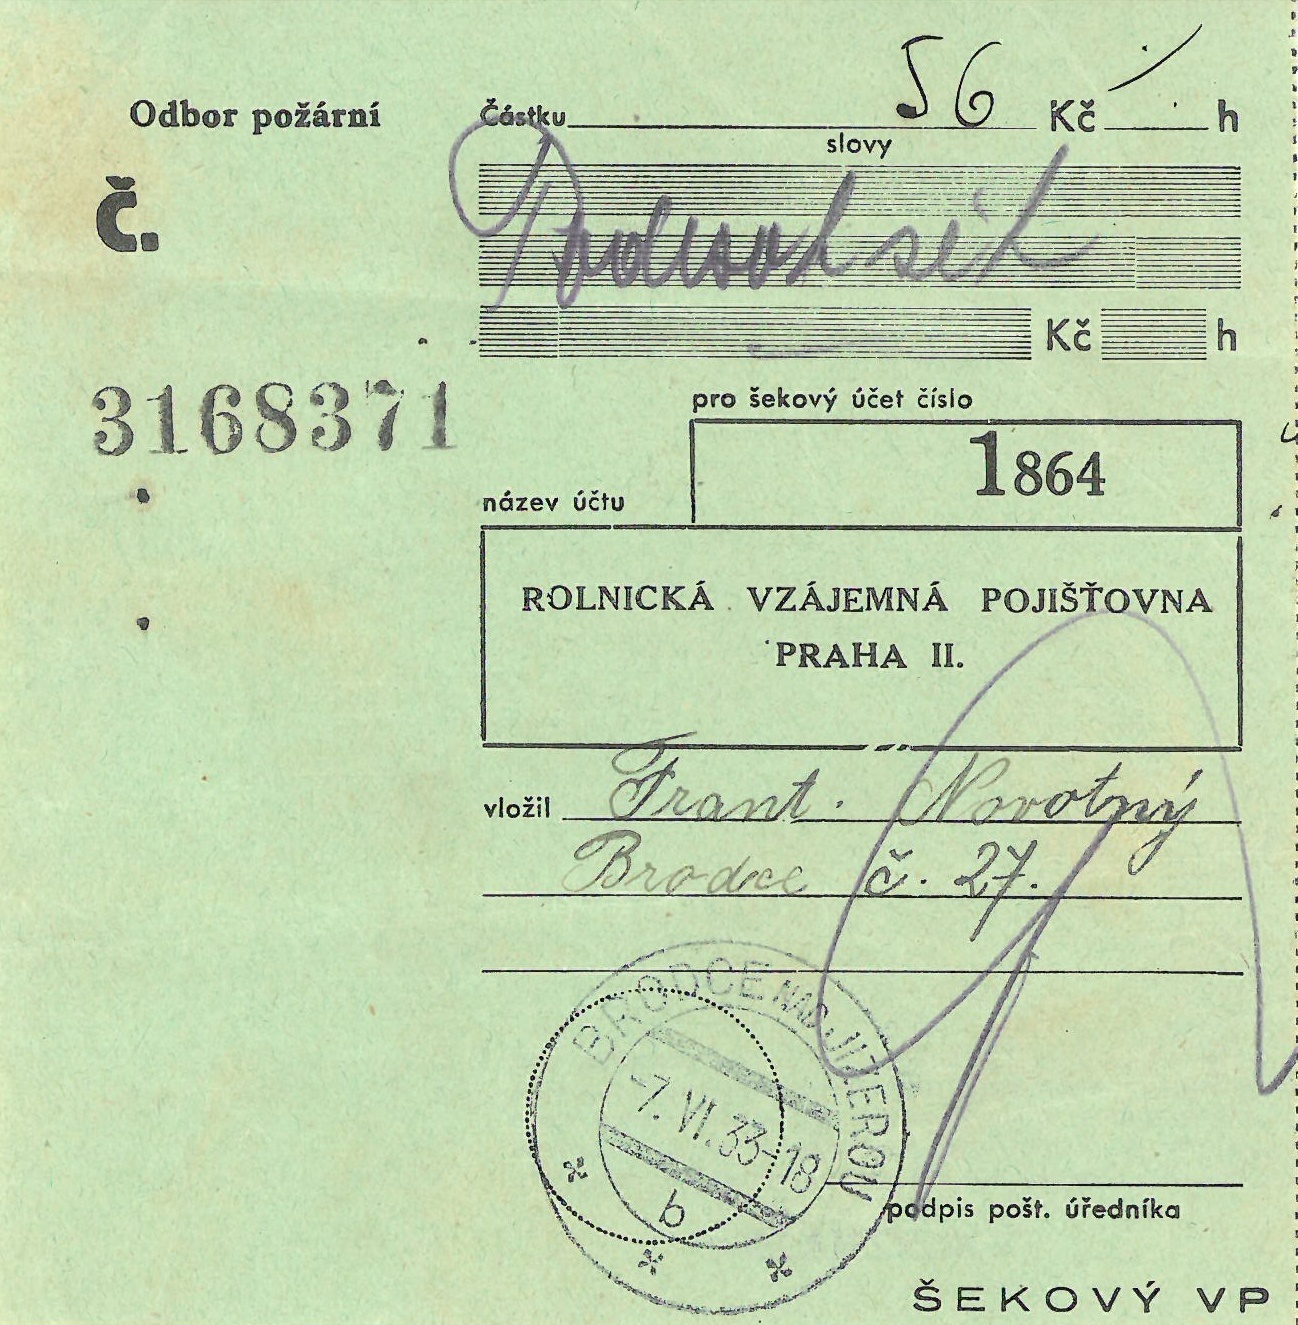 Odbor požární
Č.
3168371
Částku 56 Kč h
slovy
Padesátšest
Kč h
pro šekový účet číslo
1864
název účtu
ROLNICKÁ VZÁJEMNÁ POJIŠŤOVNA
PRAHA II.
vložil Frant. Novotný
Brodce č. 27.
BRODCE NAD JIZEROU
-7. VI. 33-18
b
podpis pošt. úředníka
ŠEKOVÝ VP